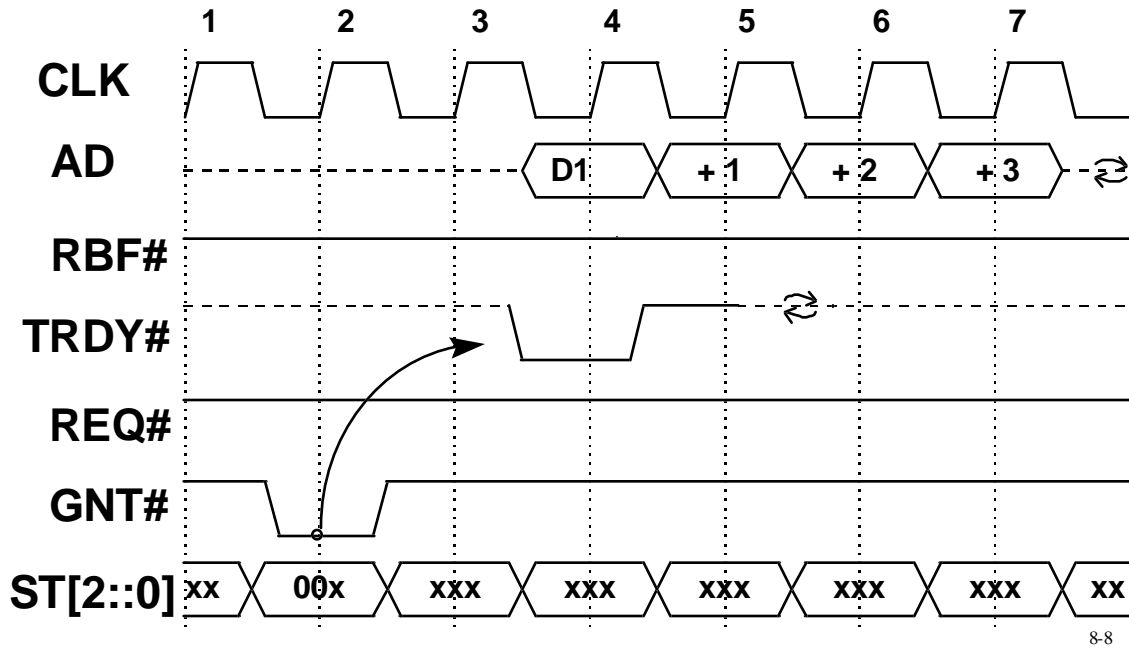 1 2 3 4 5 6 7
CLK
AD D1 + 1 + 2 + 3
RBF#
TRDY#
REQ#
GNT#
ST[2::0] xx 00x xxx xxx xxx xxx xxx xx
8-8